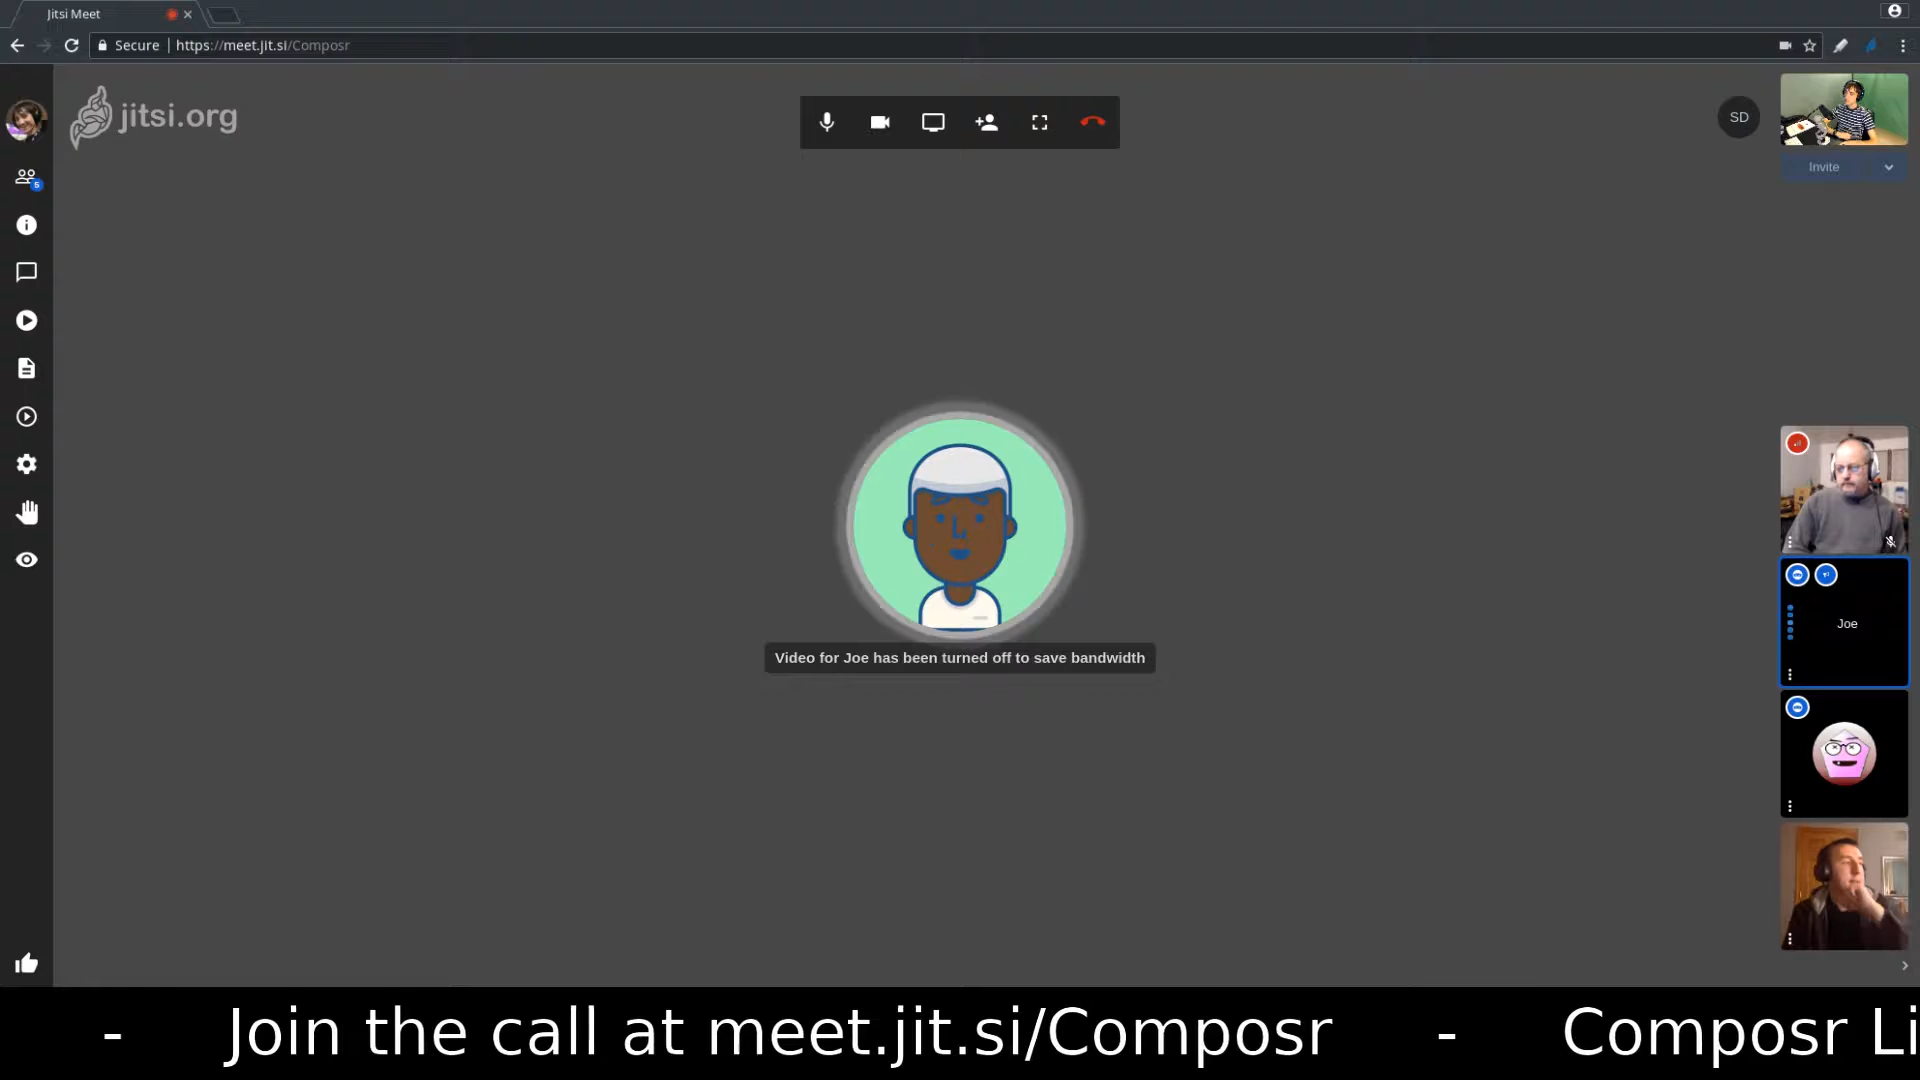 Jitsi Meet
Secure | https://meet.jit.si/Composr
jitsi.org
SD
Invite
5
Joe
Video for Joe has been turned off to save bandwidth
- Join the call at meet.jit.si/Composr - Composr Li